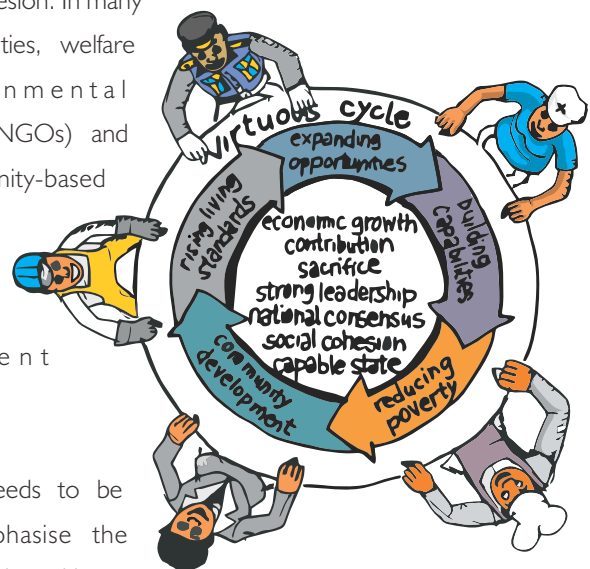 esion. In many
ties, welfare
nmental
NGOs) and
nity-based
ent
eeds to be
phasise the
virtuous cycle
expanding
opportunities
building
capabilities
reducing
poverty
community
development
rising living
standards
economic growth
contribution
sacrifice
strong leadership
national consensus
social cohesion
capable state